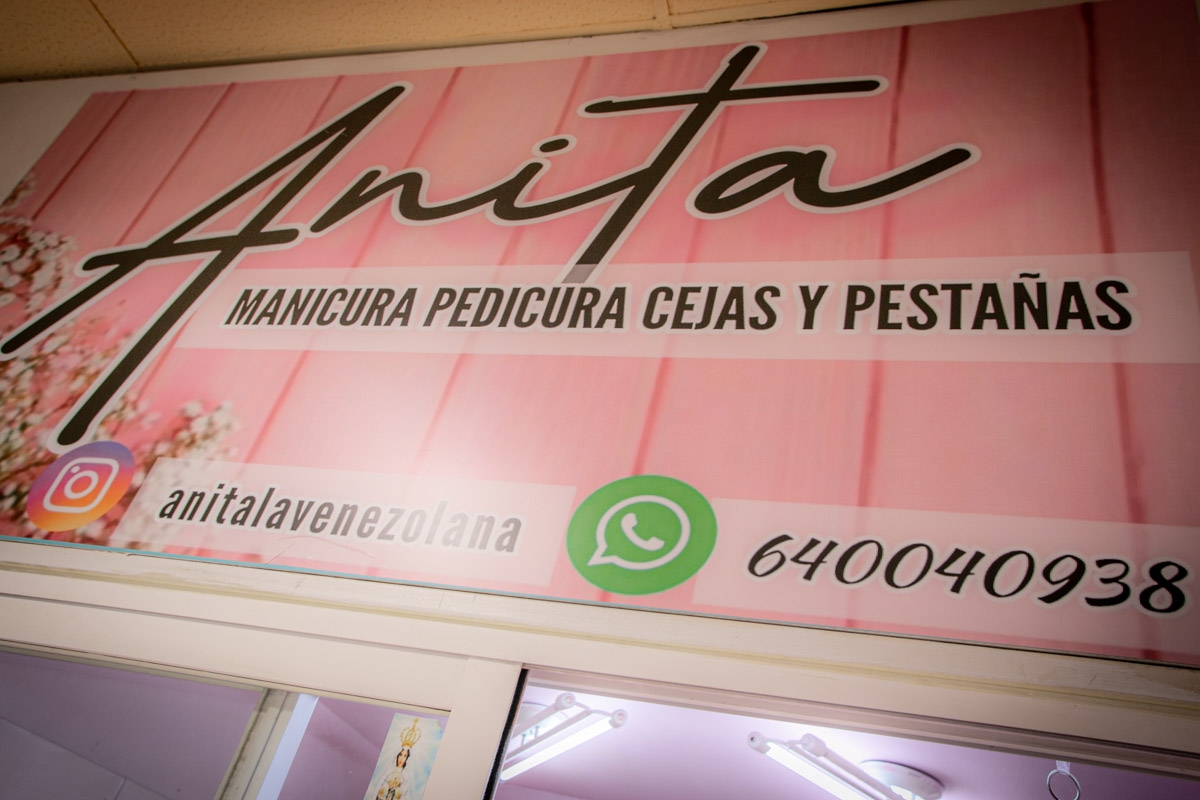 Anita
MANICURA PEDICURA CEJAS Y PESTAÑAS
anitalavenezolana
640040938